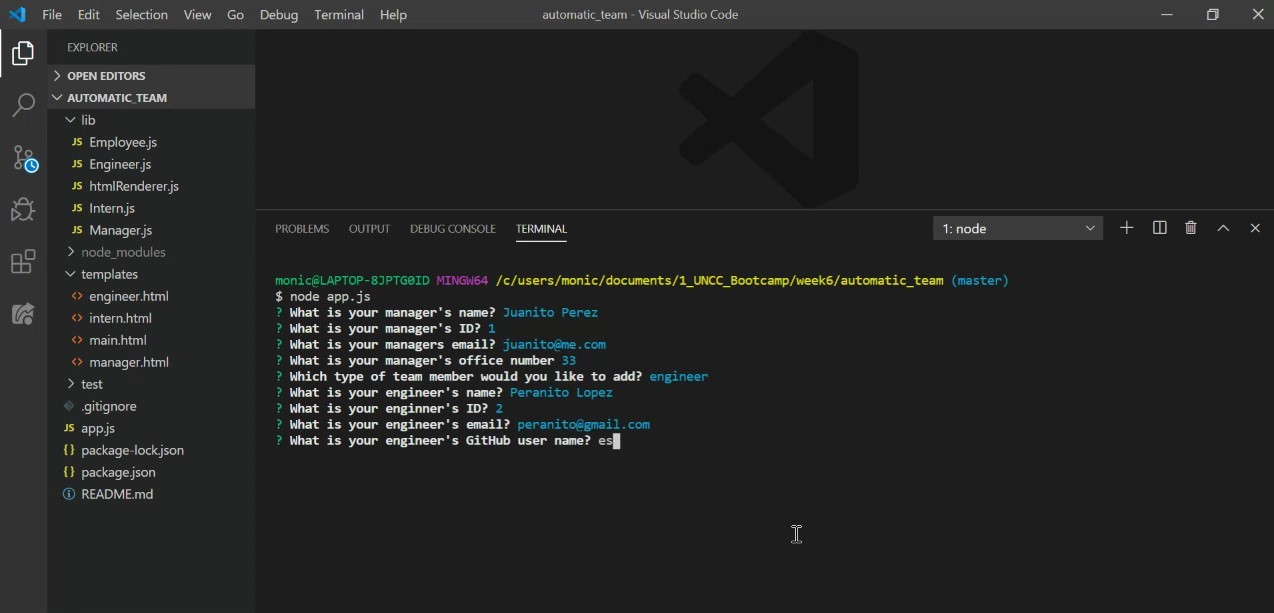 File Edit Selection View Go Debug Terminal Help
automatic_team - Visual Studio Code
EXPLORER
OPEN EDITORS
AUTOMATIC_TEAM
lib
JS Employee.js
JS Engineer.js
JS htmlRenderer.js
JS Intern.js
JS Manager.js
node_modules
templates
<> engineer.html
<> intern.html
<> main.html
<> manager.html
test
.gitignore
JS app.js
{} package-lock.json
{} package.json
README.md
PROBLEMS OUTPUT DEBUG CONSOLE TERMINAL
1: node
monic@LAPTOP-8JPTG0ID MINGW64 /c/users/monic/documents/1_UNCC_Bootcamp/week6/automatic_team (master)
$ node app.js
? What is your manager's name? Juanito Perez
? What is your manager's ID? 1
? What is your managers email? juanito@me.com
? What is your manager's office number 33
? Which type of team member would you like to add? engineer
? What is your engineer's name? Peranito Lopez
? What is your enginner's ID? 2
? What is your engineer's email? peranito@gmail.com
? What is your engineer's GitHub user name? es